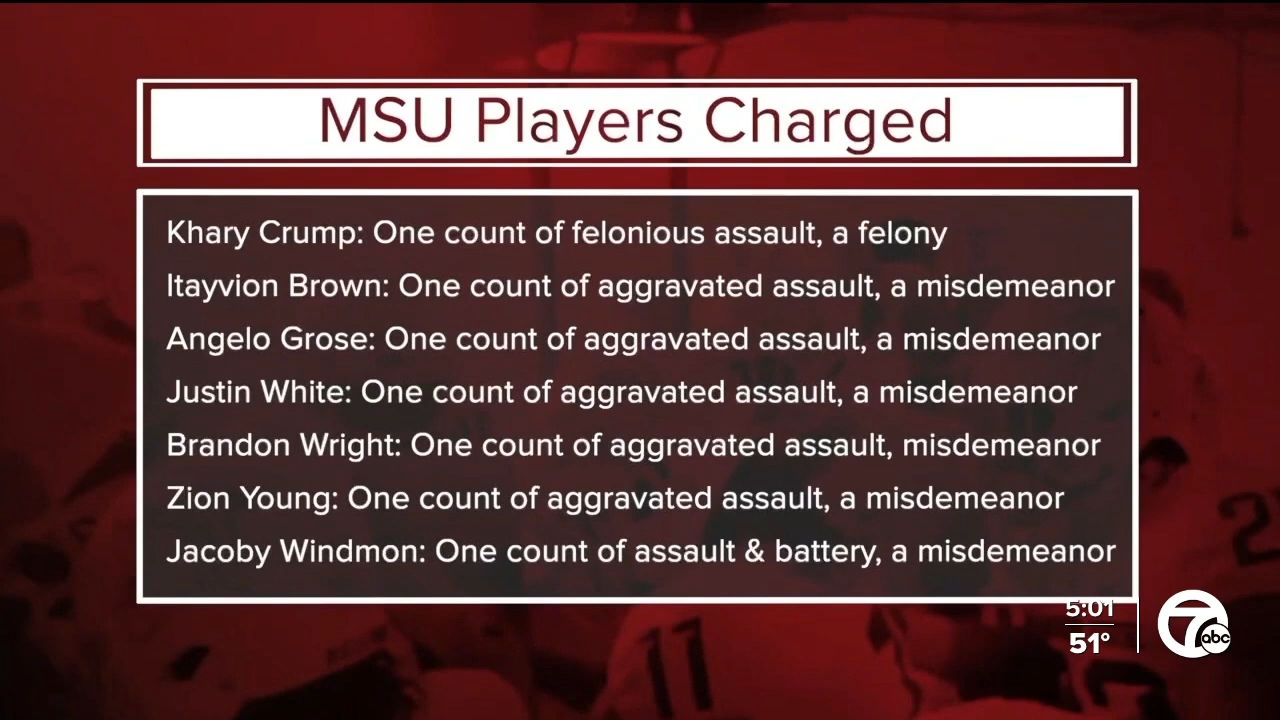 MSU Players Charged
Khary Crump: One count of felonious assault, a felony
Itayvion Brown: One count of aggravated assault, a misdemeanor
Angelo Grose: One count of aggravated assault, a misdemeanor
Justin White: One count of aggravated assault, a misdemeanor
Brandon Wright: One count of aggravated assault, misdemeanor
Zion Young: One count of aggravated assault, a misdemeanor
Jacoby Windmon: One count of assault & battery, a misdemeanor
11
2
5:01
51°
7 abc